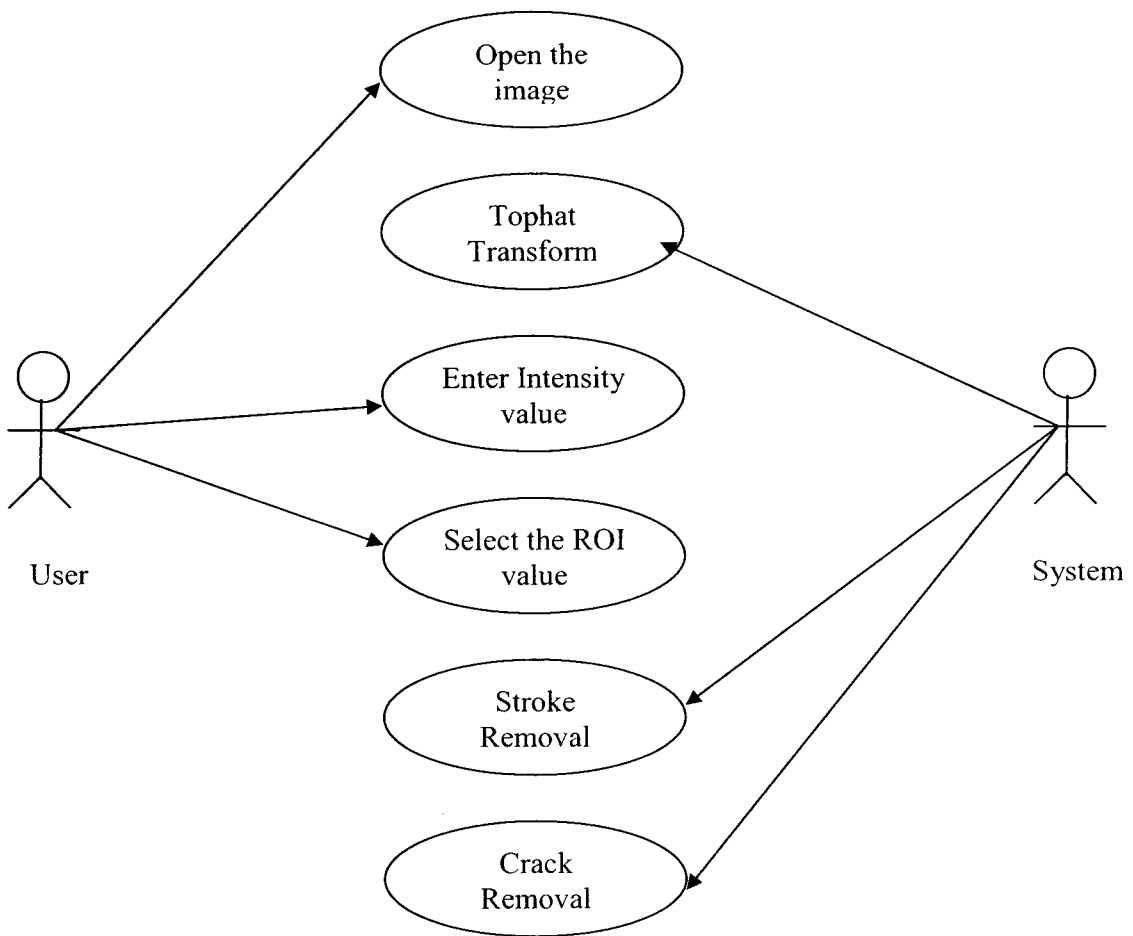 Open the
image
Tophat
Transform
Enter Intensity
value
Select the ROI
value
User
System
Stroke
Removal
Crack
Removal